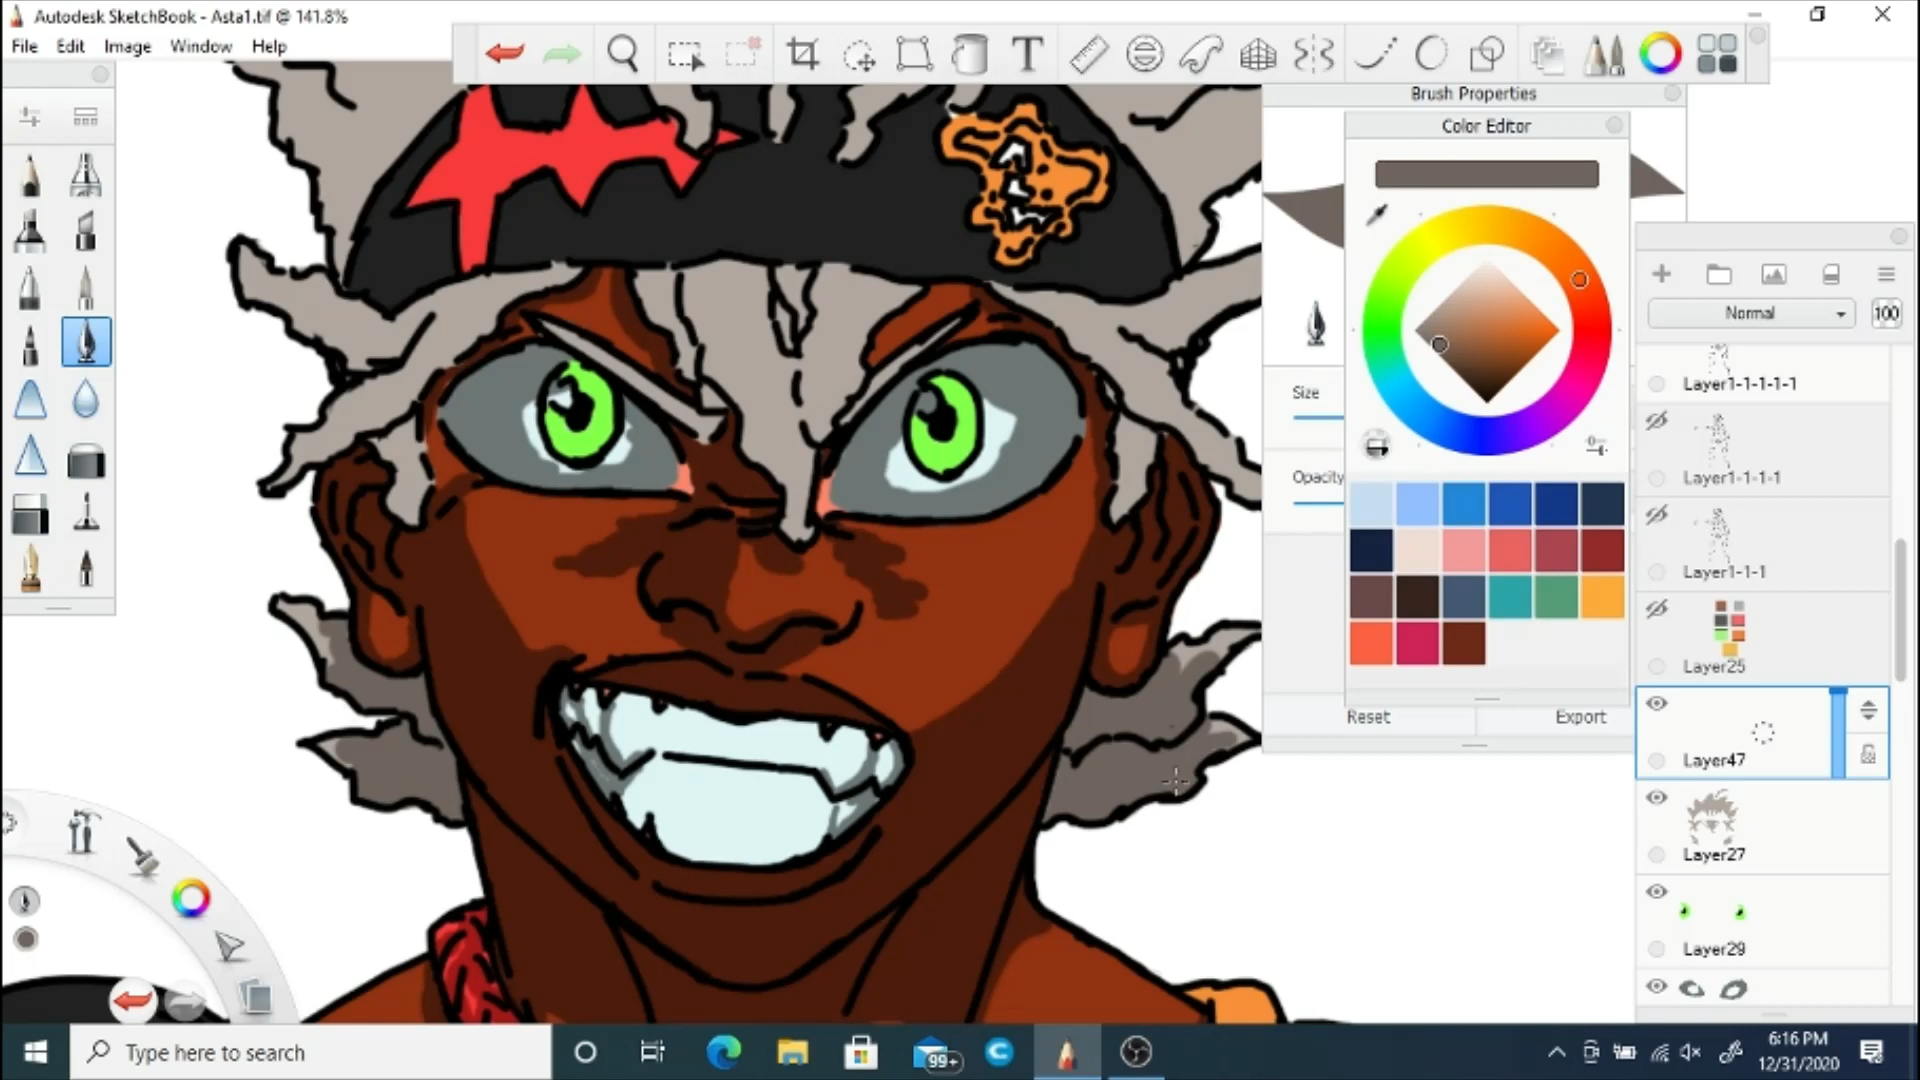 Autodesk SketchBook - Asta1.tif @ 141.8%
File Edit Image Window Help
T
Brush Properties
Color Editor
Size
Opacity
Reset Export
Normal 100
Layer1-1-1-1-1
Layer1-1-1-1
Layer1-1-1
Layer25
Layer47
Layer27
Layer29
Type here to search
99+
6:16 PM
12/31/2020